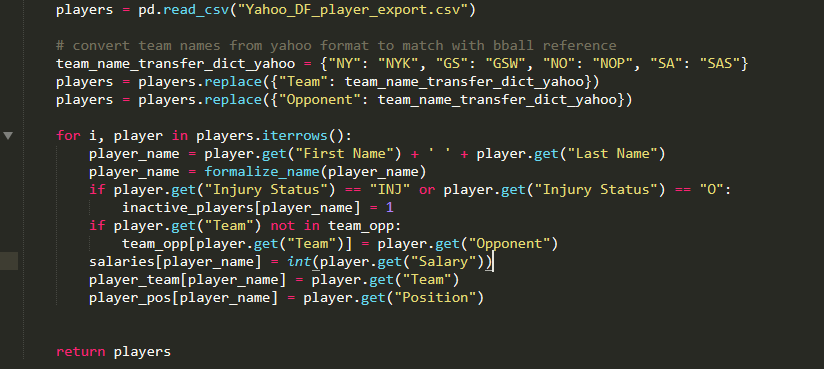 players = pd.read_csv("Yahoo_DF_player_export.csv")
# convert team names from yahoo format to match with bball reference
team_name_transfer_dict_yahoo = {"NY": "NYK", "GS": "GSW", "NO": "NOP", "SA": "SAS"}
players = players.replace({"Team": team_name_transfer_dict_yahoo})
players = players.replace({"Opponent": team_name_transfer_dict_yahoo})
for i, player in players.iterrows():
player_name = player.get("First Name") + ' ' + player.get("Last Name")
player_name = formalize_name(player_name)
if player.get("Injury Status") == "INJ" or player.get("Injury Status") == "O":
inactive_players[player_name] = 1
if player.get("Team") not in team_opp:
team_opp[player.get("Team")] = player.get("Opponent")
salaries[player_name] = int(player.get("Salary"))
player_team[player_name] = player.get("Team")
player_pos[player_name] = player.get("Position")
return players